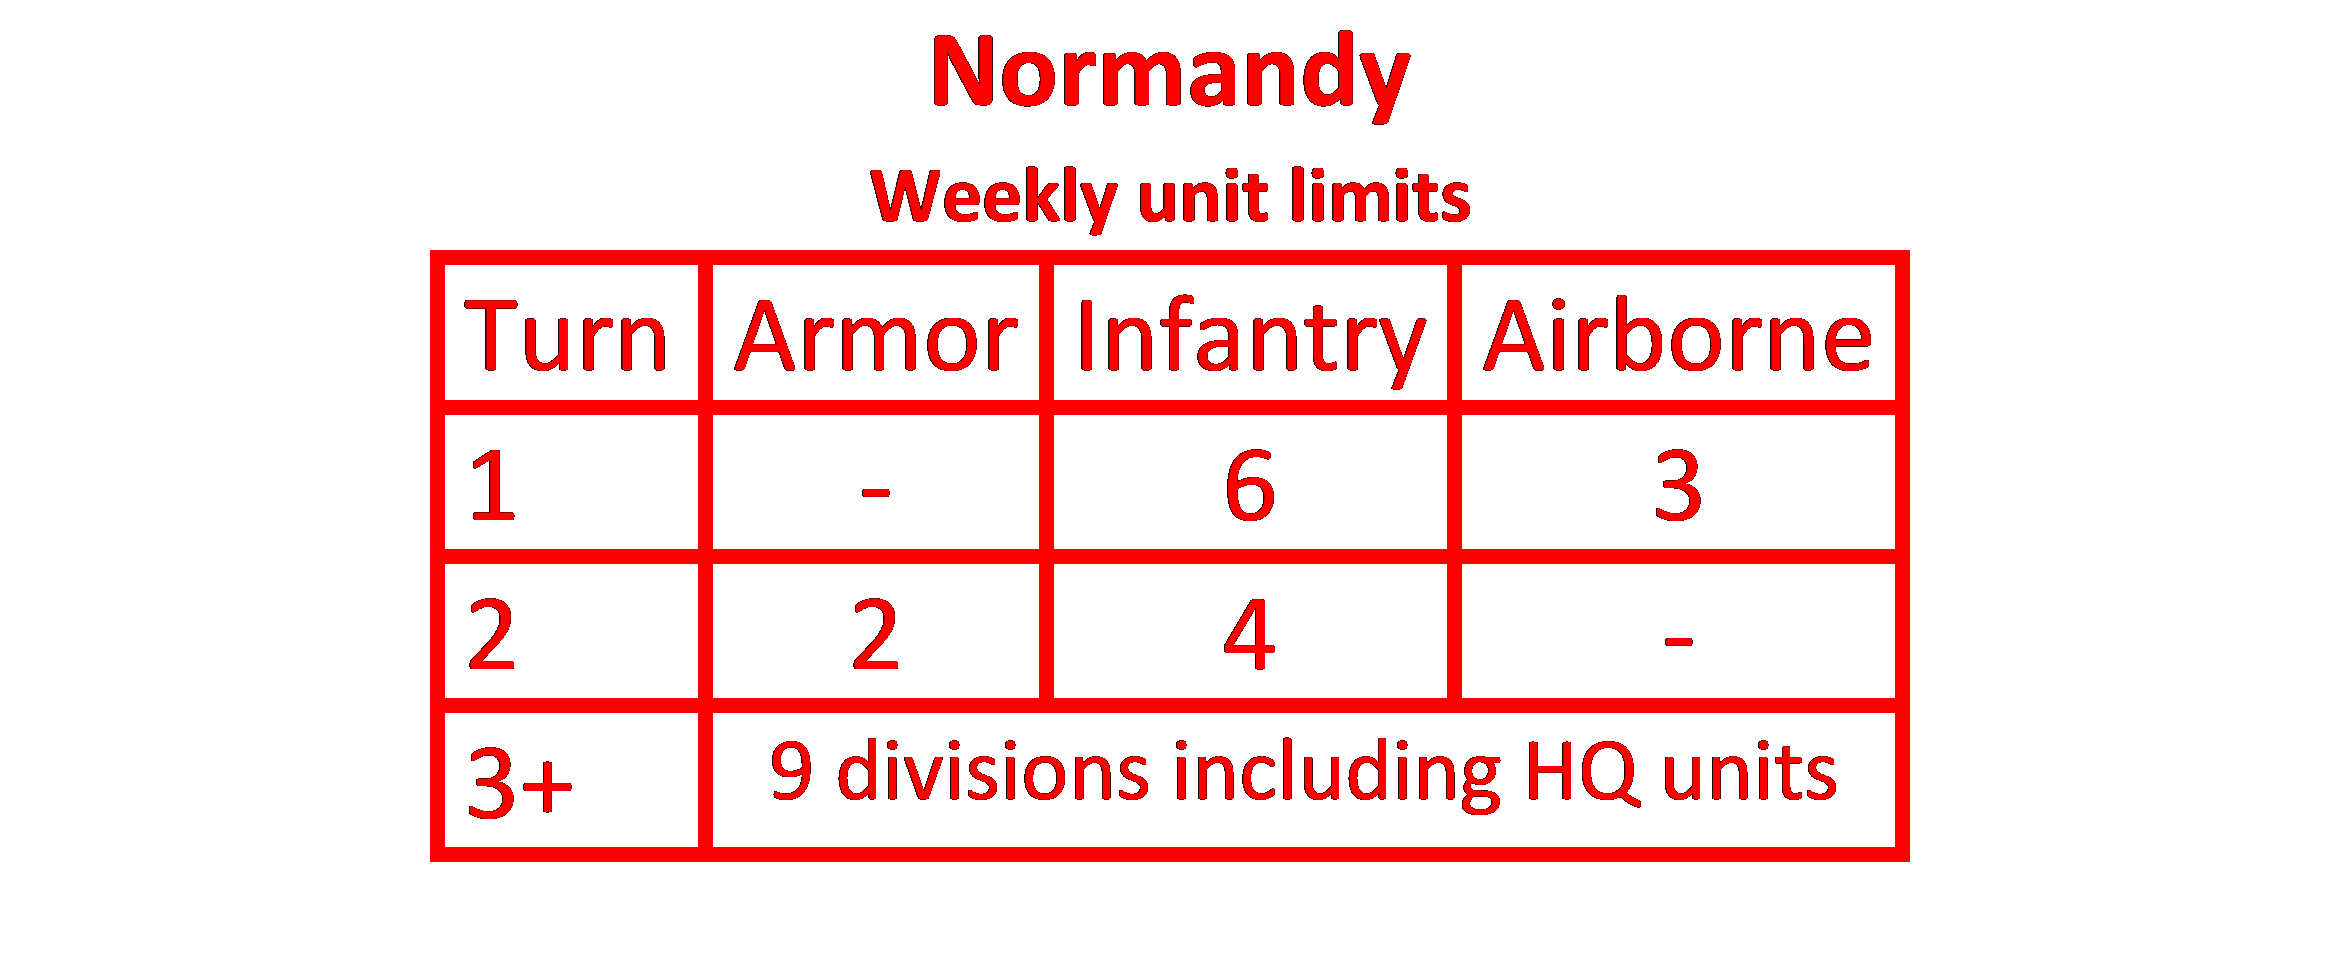 Normandy
Weekly unit limits
Turn Armor Infantry Airborne
1 - 6 3
2 2 4 -
3+ 9 divisions including HQ units